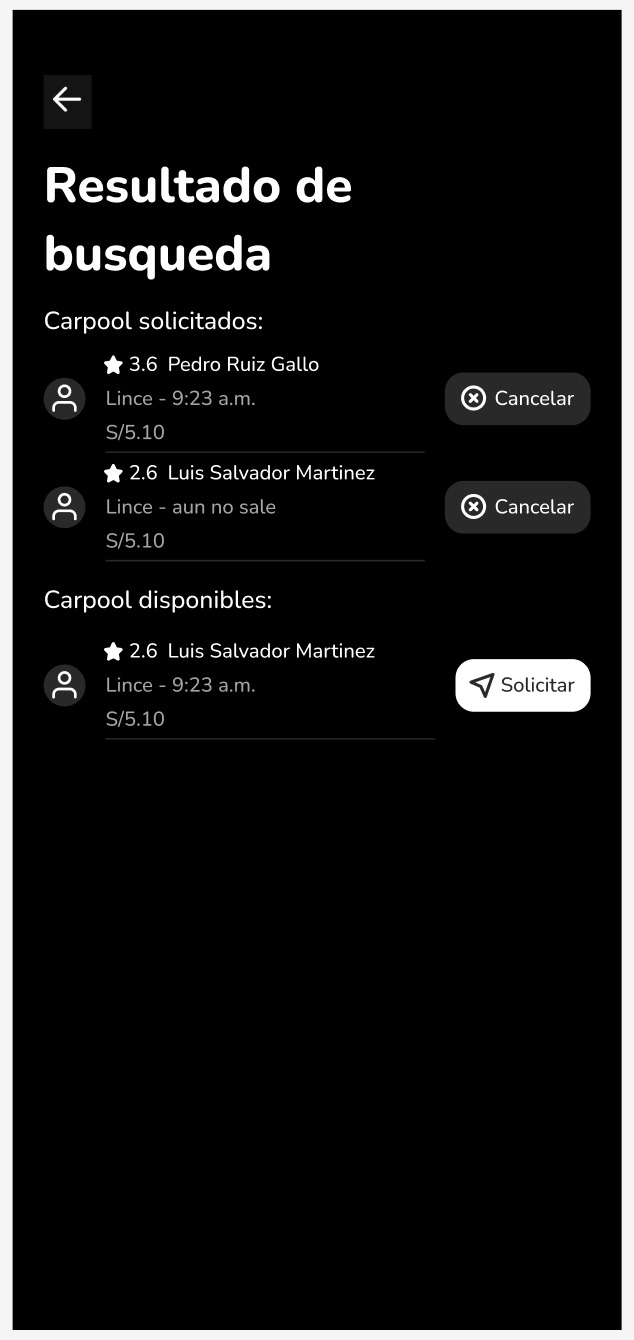 Resultado de
busqueda
Carpool solicitados:
3.6 Pedro Ruiz Gallo
Lince - 9:23 a.m.
S/5.10
Cancelar
2.6 Luis Salvador Martinez
Lince - aun no sale
S/5.10
Cancelar
Carpool disponibles:
2.6 Luis Salvador Martinez
Lince - 9:23 a.m.
S/5.10
Solicitar